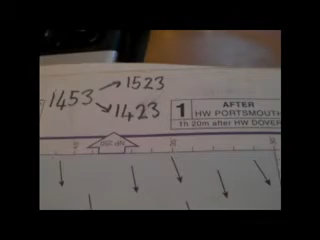 1523
1453
1423
1 AFTER
HW PORTSMOUTH
1h 20m after HW DOVER